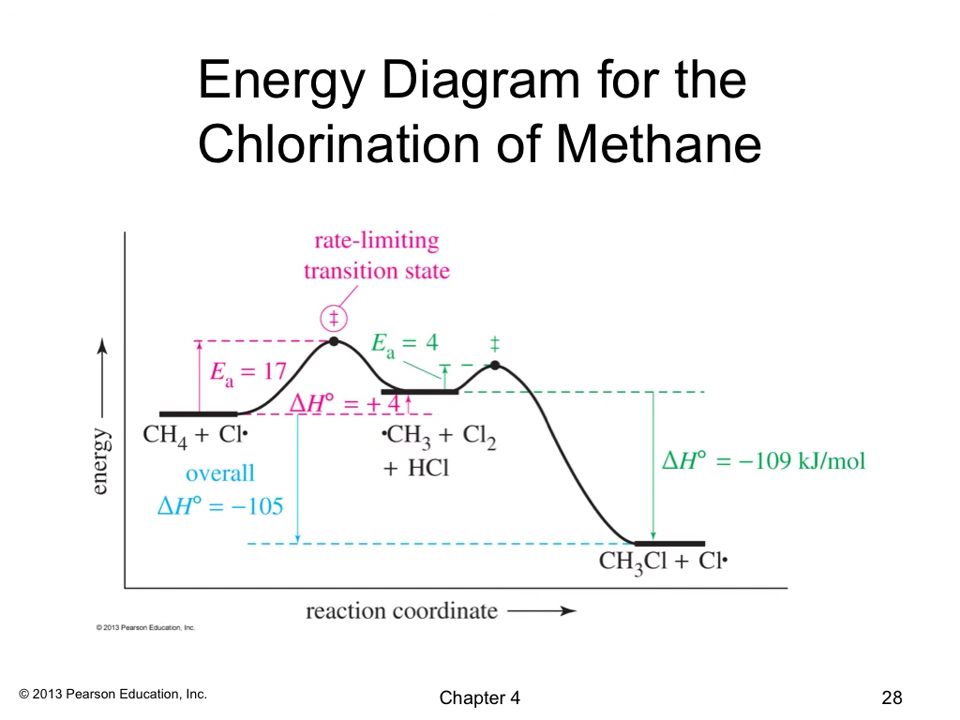 Energy Diagram for the
Chlorination of Methane
rate-limiting
transition state
‡
Eₐ = 4
‡
Eₐ = 17
ΔH° = + 4
CH₄ + Cl•
•CH₃ + Cl₂
+ HCl
energy
overall
ΔH° = −105
ΔH° = −109 kJ/mol
CH₃Cl + Cl•
reaction coordinate
© 2013 Pearson Education, Inc.
© 2013 Pearson Education, Inc.
Chapter 4
28